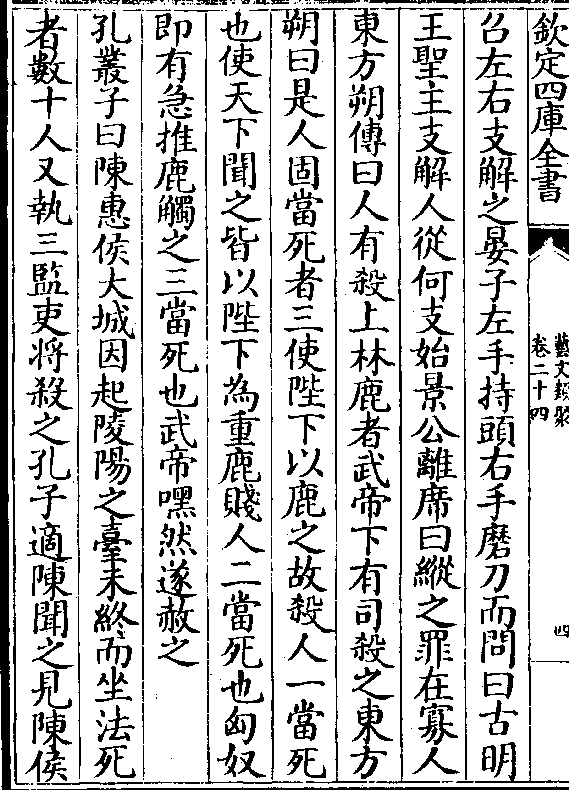 欽定四庫全書
藝文類聚
卷二十四
四
召左右支解之晏子左手持頭右手磨刀而問曰古明
王聖主支解人從何支始景公離席曰縱之罪在寡人
東方朔傳曰人有殺上林鹿者武帝下有司殺之東方
朔曰是人固當死者三使陛下以鹿之故殺人一當死
也使天下聞之皆以陛下為重鹿賤人二當死也匈奴
即有急推鹿觸之三當死也武帝嘿然遂赦之
孔叢子曰陳惠侯大城因起陵陽之臺未終而坐法死
者數十人又執三監吏將殺之孔子適陳聞之見陳侯